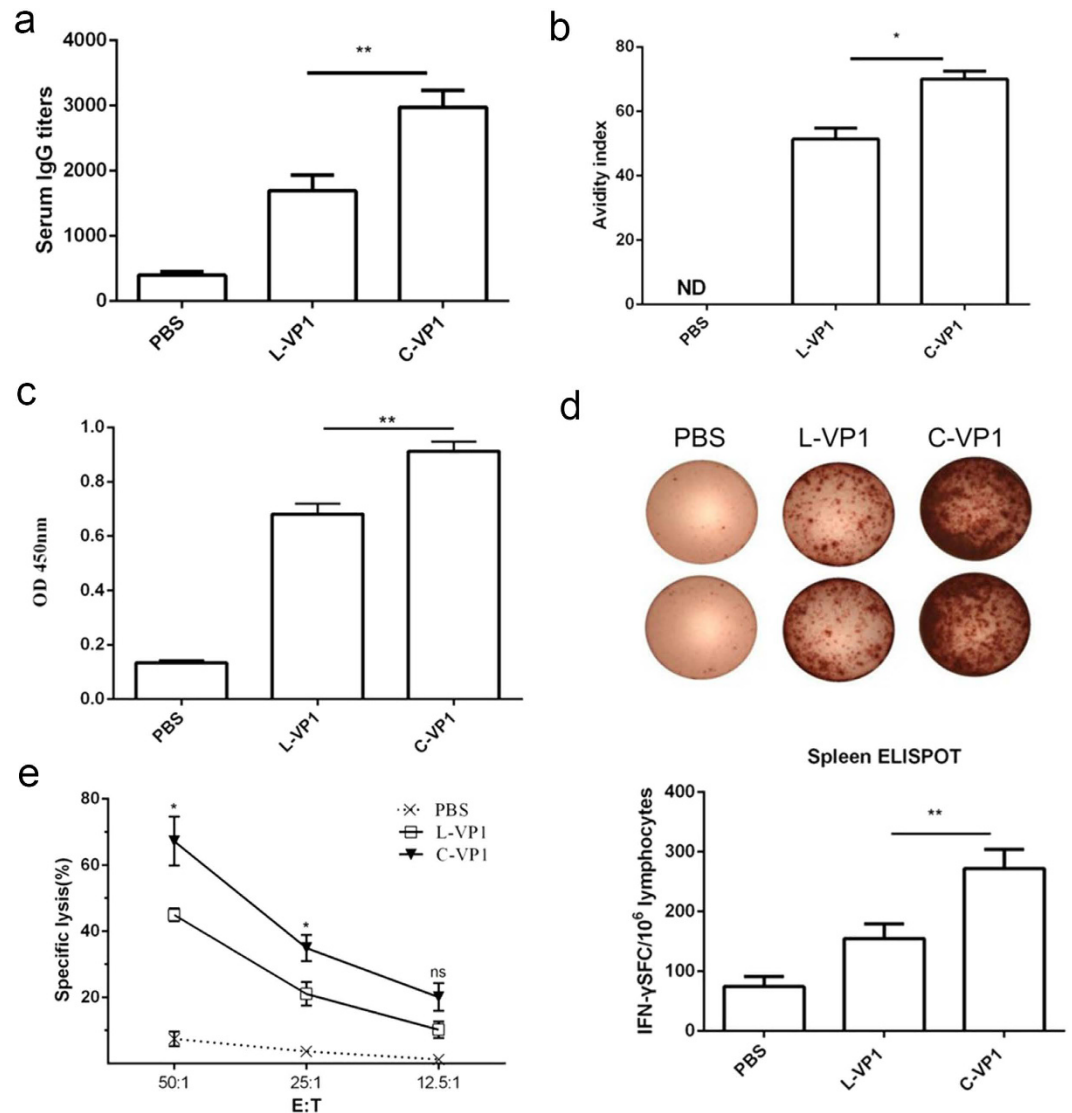 a
4000
3000
2000
1000
0
Serum IgG titers
**
PBS
L-VP1
C-VP1
b
80
60
40
20
0
Avidity index
*
ND
PBS
L-VP1
C-VP1
c
1.0
0.8
0.6
0.4
0.2
0.0
OD 450nm
**
PBS
L-VP1
C-VP1
d
PBS L-VP1 C-VP1
Spleen ELISPOT
400
300
200
100
0
IFN-γSFC/10⁶ lymphocytes
**
PBS
L-VP1
C-VP1
e
80
60
40
20
Specific lysis(%)
*
*
ns
PBS
L-VP1
C-VP1
50:1 25:1 12.5:1
E:T